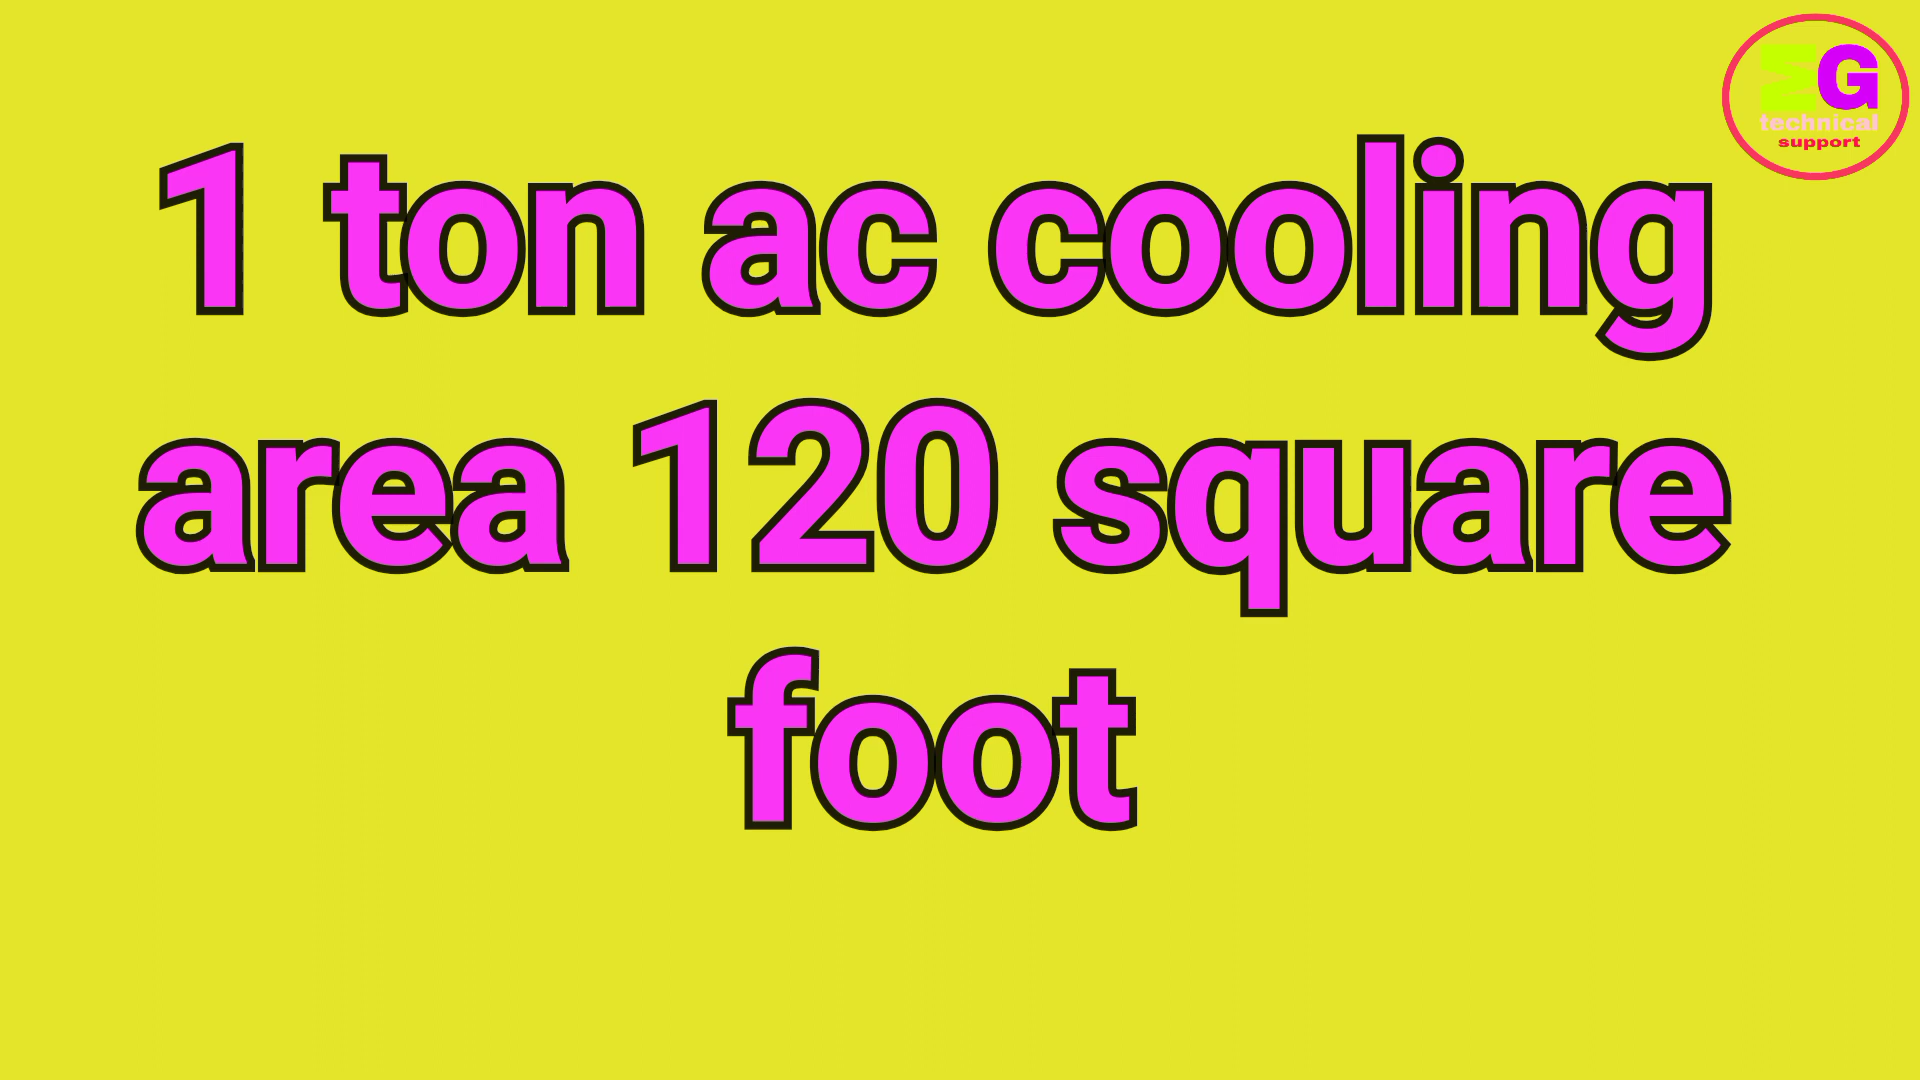 1 ton ac cooling
area 120 square
foot
G
technical
support